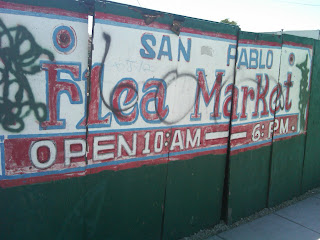 SAN PABLO
Flea Market
OPEN 10:AM — 6:PM.